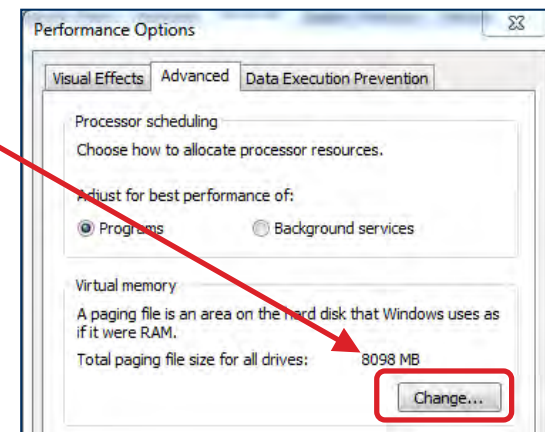 Performance Options
Visual Effects Advanced Data Execution Prevention
Processor scheduling
Choose how to allocate processor resources.
Adjust for best performance of:
Programs Background services
Virtual memory
A paging file is an area on the hard disk that Windows uses as
if it were RAM.
Total paging file size for all drives: 8098 MB
Change...